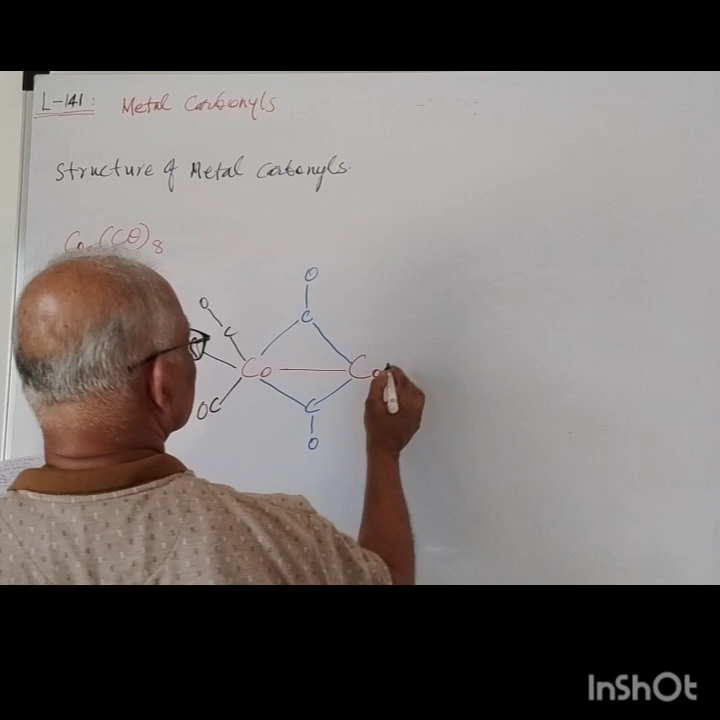 L-141: Metal Carbonyls
Structure of Metal Carbonyls.
Co2(CO)8
O
O
C
C
Co Co
OC
C
O
InShOt